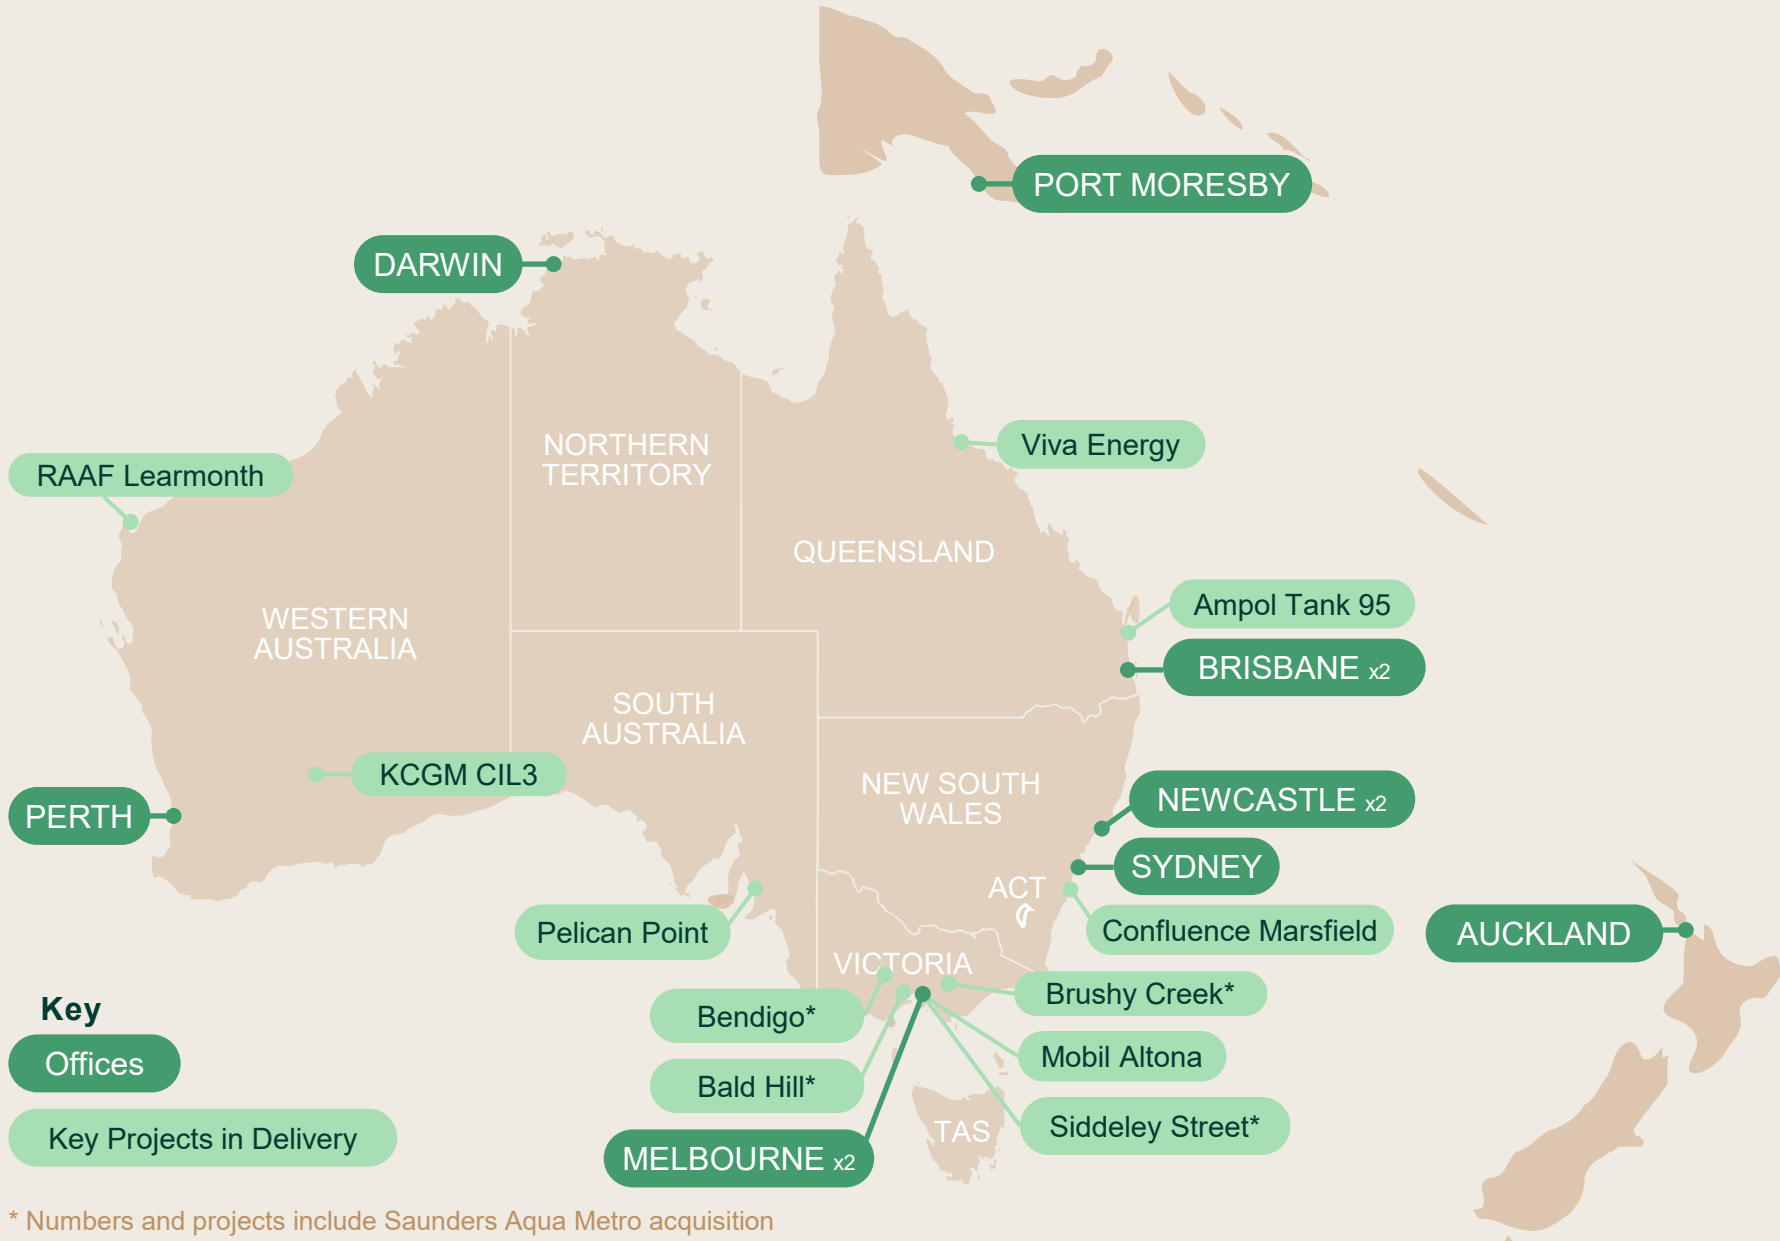 PORT MORESBY
DARWIN
NORTHERN
TERRITORY
Viva Energy
RAAF Learmonth
QUEENSLAND
WESTERN
AUSTRALIA
Ampol Tank 95
BRISBANE x2
SOUTH
AUSTRALIA
KCGM CIL3
NEW SOUTH
WALES
NEWCASTLE x2
PERTH
SYDNEY
ACT
Pelican Point
Confluence Marsfield
AUCKLAND
VICTORIA
Brushy Creek*
Bendigo*
Mobil Altona
Bald Hill*
Siddeley Street*
TAS
MELBOURNE x2
Key
Offices
Key Projects in Delivery
* Numbers and projects include Saunders Aqua Metro acquisition